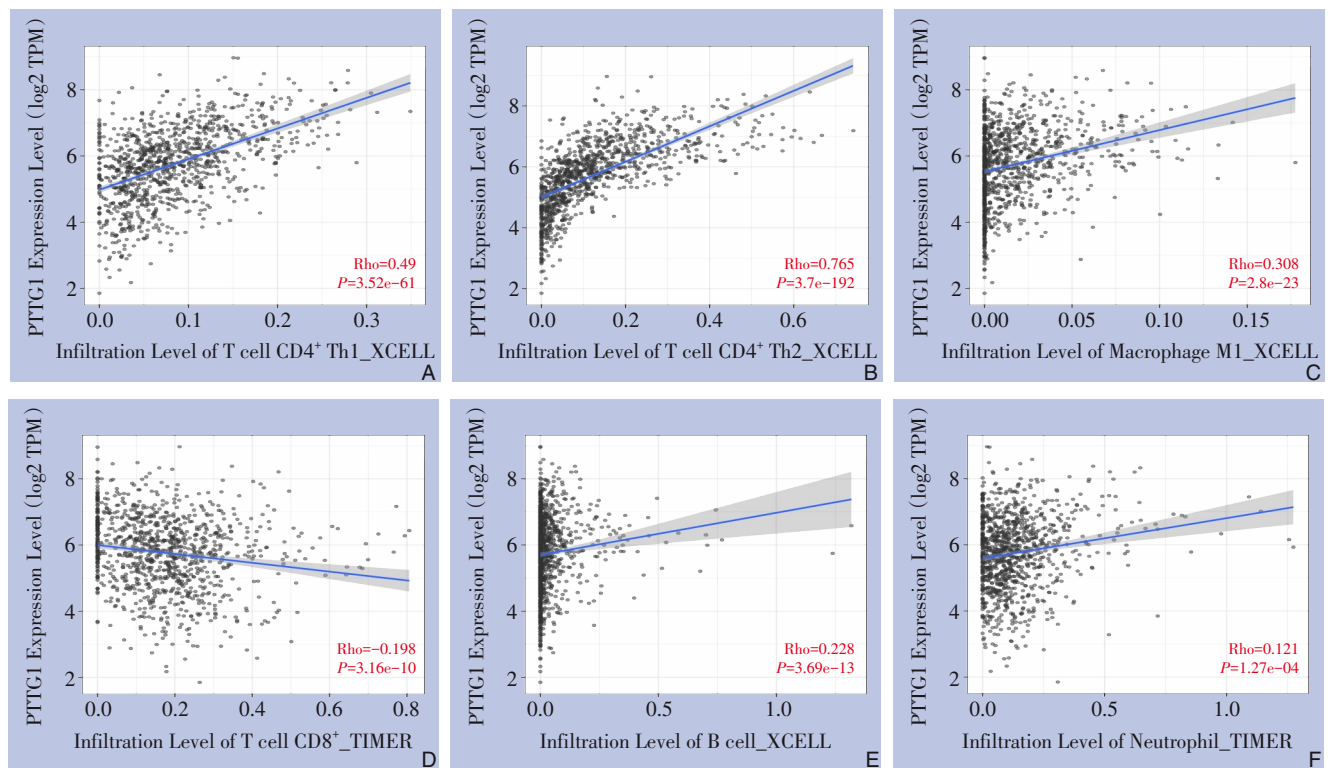 PTTG1 Expression Level (log2 TPM)
8
6
4
2
Rho=0.49
P=3.52e−61
0.0 0.1 0.2 0.3
Infiltration Level of T cell CD4⁺ Th1_XCELL
A
PTTG1 Expression Level (log2 TPM)
8
6
4
2
Rho=0.765
P=3.7e−192
0.0 0.2 0.4 0.6
Infiltration Level of T cell CD4⁺ Th2_XCELL
B
PTTG1 Expression Level (log2 TPM)
8
6
4
2
Rho=0.308
P=2.8e−23
0.00 0.05 0.10 0.15
Infiltration Level of Macrophage M1_XCELL
C
PTTG1 Expression Level (log2 TPM)
8
6
4
2
Rho=−0.198
P=3.16e−10
0.0 0.2 0.4 0.6 0.8
Infiltration Level of T cell CD8⁺_TIMER
D
PTTG1 Expression Level (log2 TPM)
8
6
4
2
Rho=0.228
P=3.69e−13
0.0 0.5 1.0
Infiltration Level of B cell_XCELL
E
PTTG1 Expression Level (log2 TPM)
8
6
4
2
Rho=0.121
P=1.27e−04
0.0 0.5 1.0
Infiltration Level of Neutrophil_TIMER
F